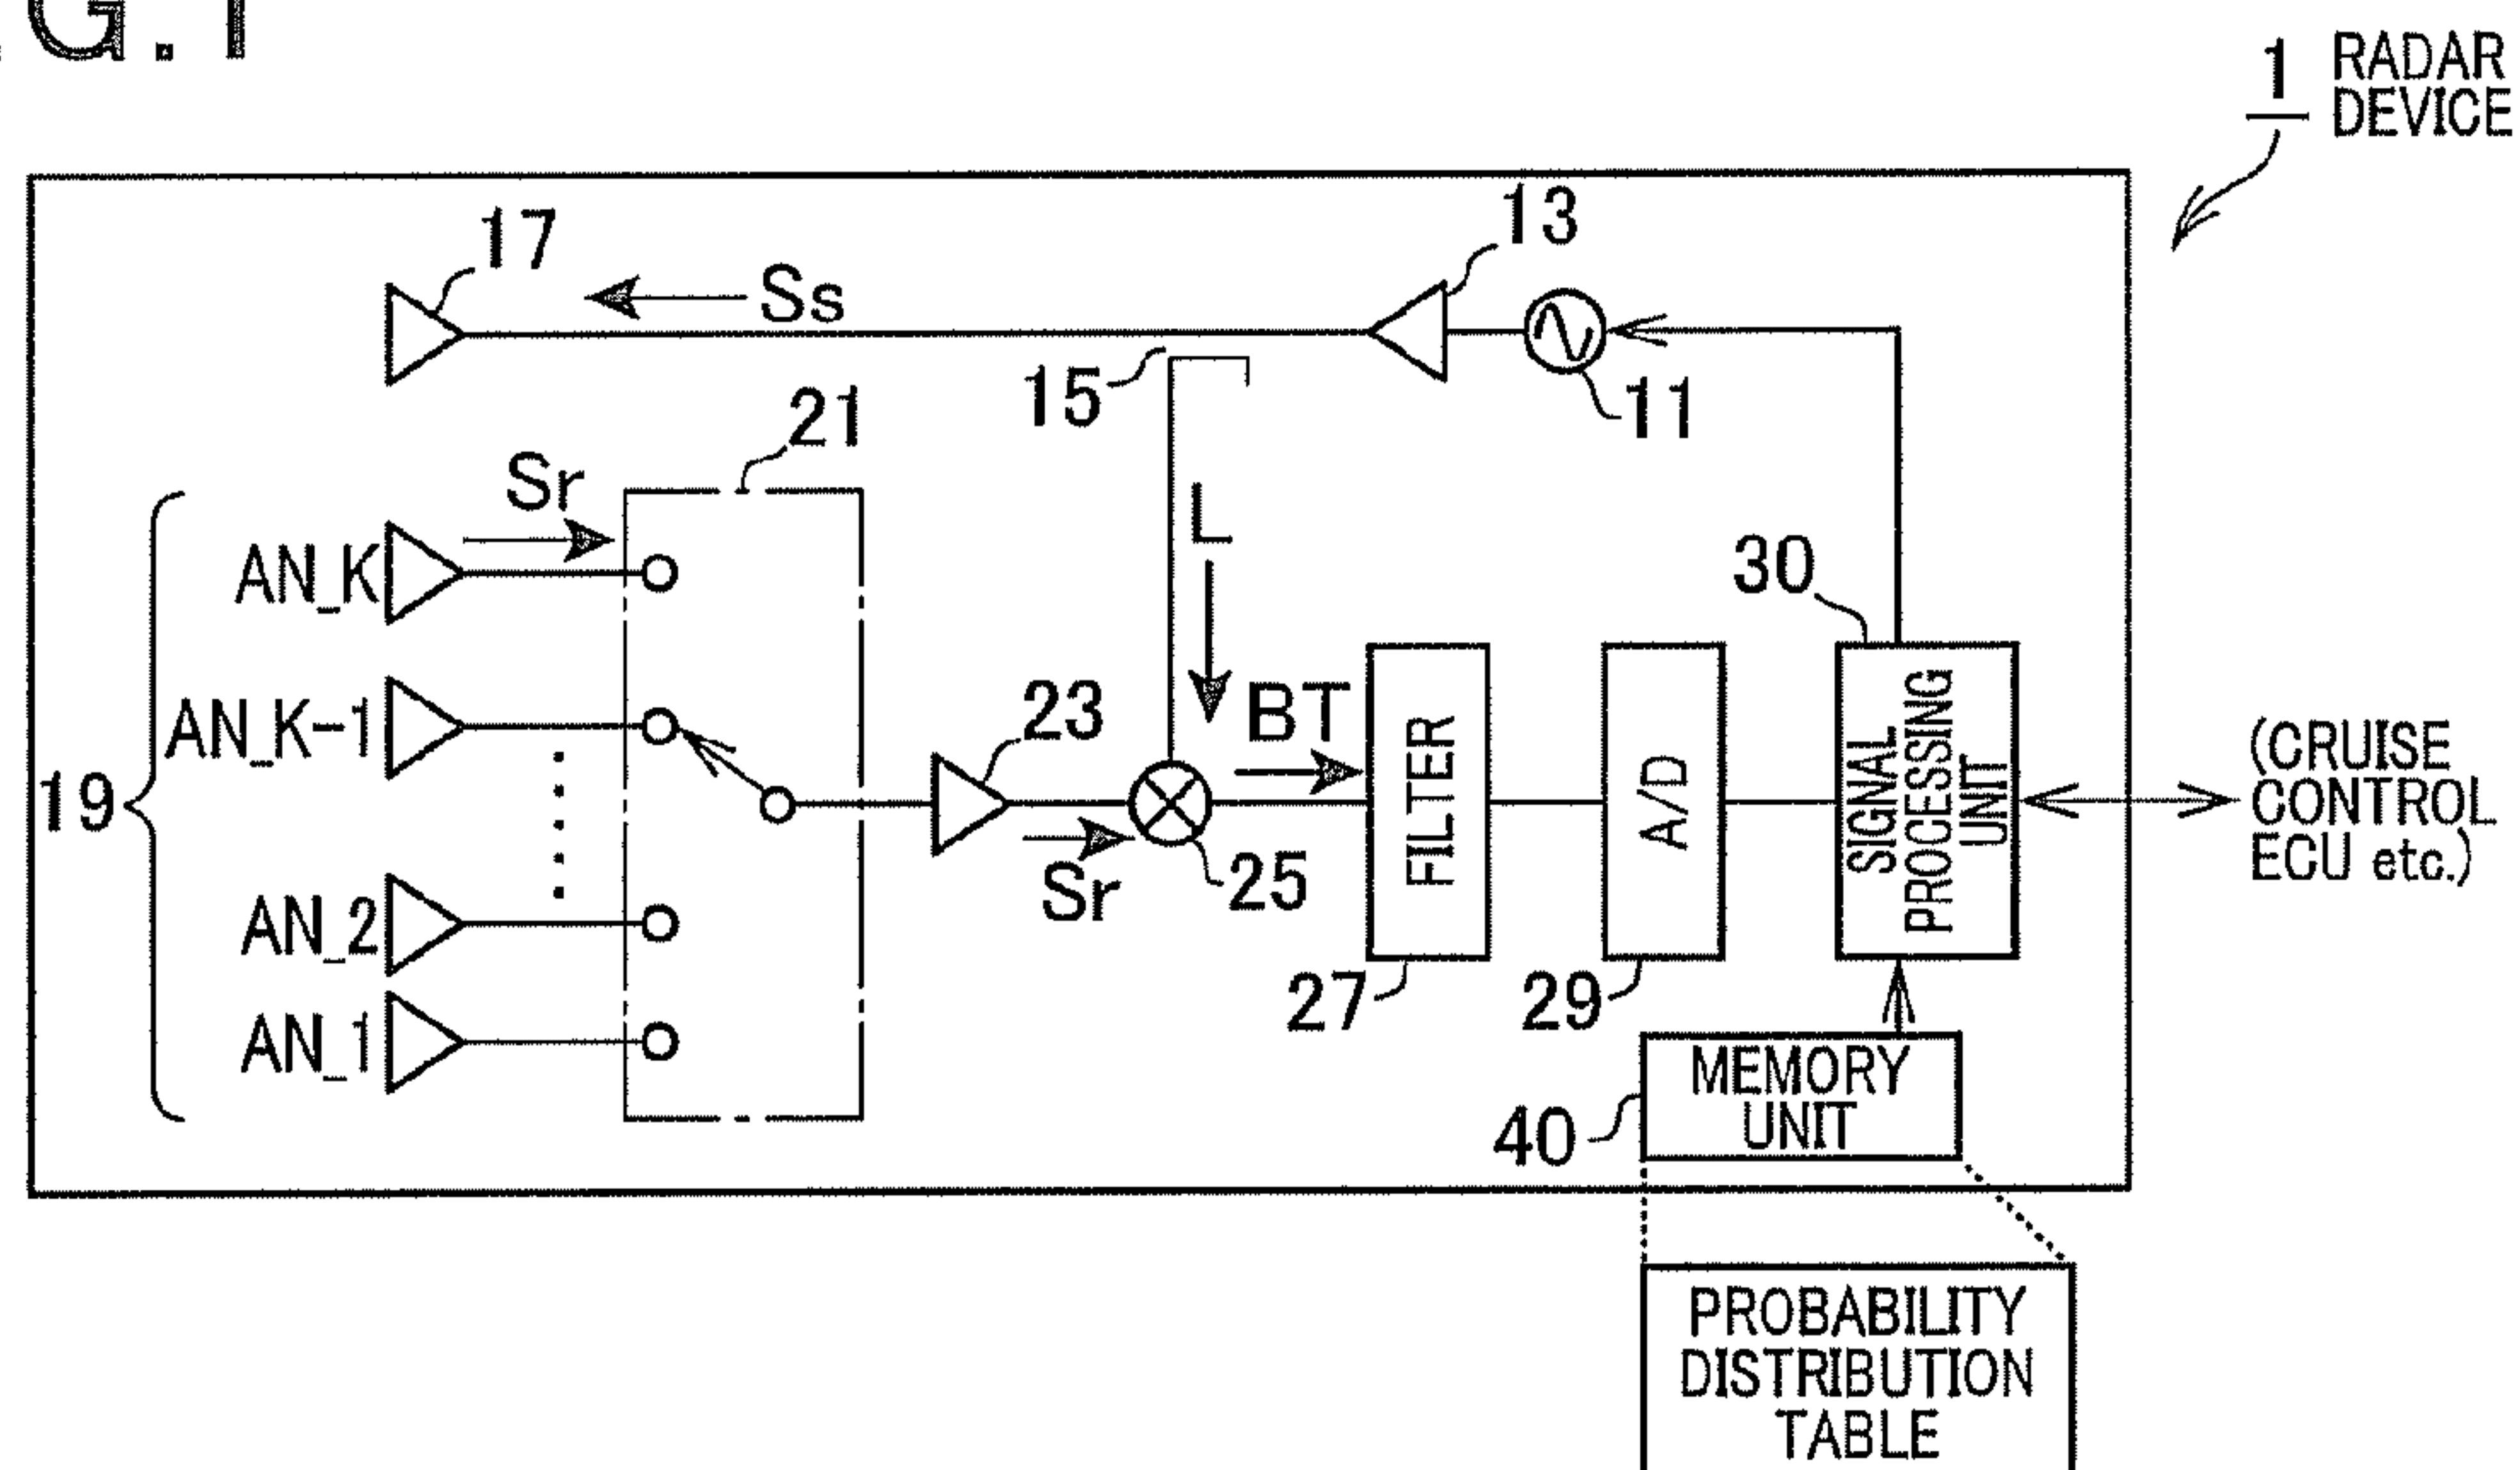 G.1
1 RADAR
DEVICE
17
Ss
13
15
11
21
Sr
L
AN_K
30
19
AN_K-1
23
BT
FILTER
A/D
SIGNAL
PROCESSING
UNIT
(CRUISE
CONTROL
ECU etc.)
Sr
25
AN_2
27
29
AN_1
MEMORY
UNIT
40
PROBABILITY
DISTRIBUTION
TABLE